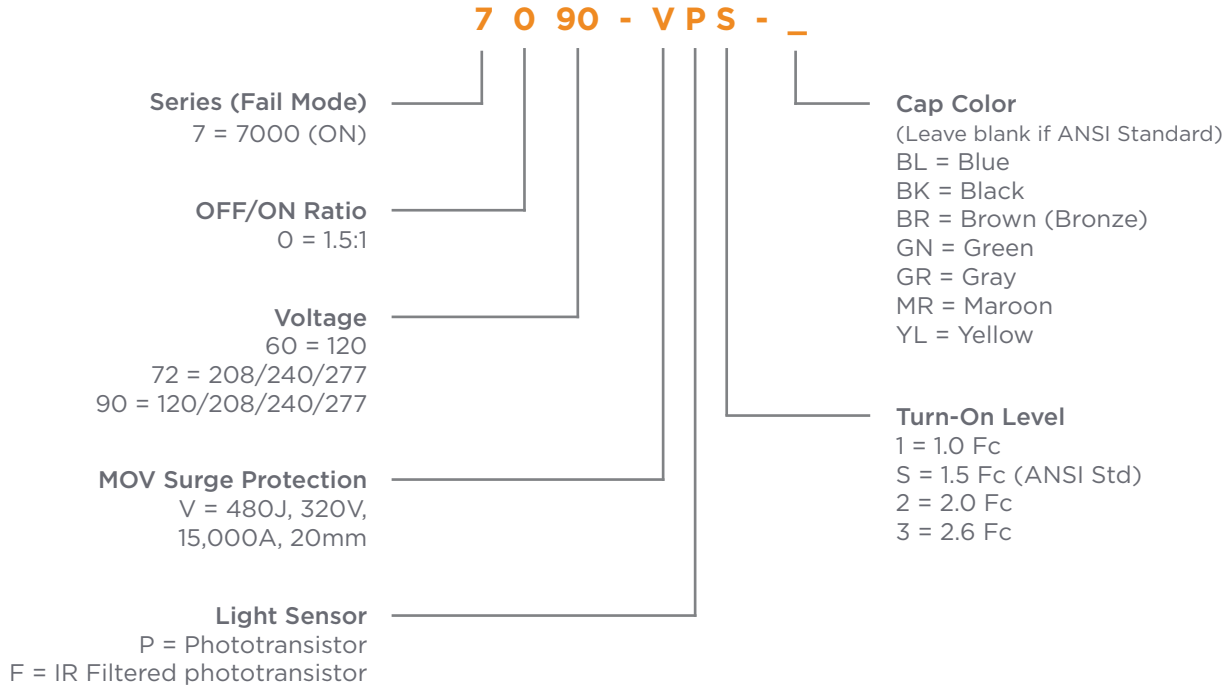 7 0 90 - V P S - _
Series (Fail Mode)
7 = 7000 (ON)
OFF/ON Ratio
0 = 1.5:1
Voltage
60 = 120
72 = 208/240/277
90 = 120/208/240/277
MOV Surge Protection
V = 480J, 320V,
15,000A, 20mm
Light Sensor
P = Phototransistor
F = IR Filtered phototransistor
Cap Color
(Leave blank if ANSI Standard)
BL = Blue
BK = Black
BR = Brown (Bronze)
GN = Green
GR = Gray
MR = Maroon
YL = Yellow
Turn-On Level
1 = 1.0 Fc
S = 1.5 Fc (ANSI Std)
2 = 2.0 Fc
3 = 2.6 Fc